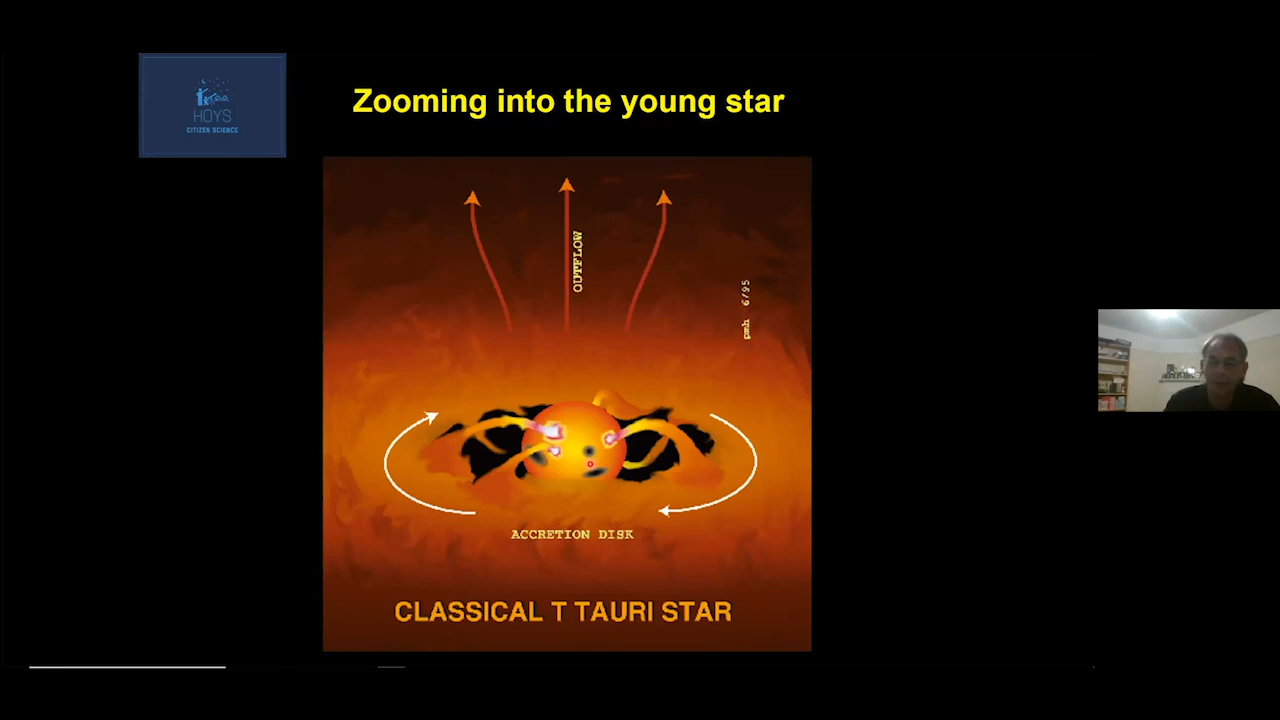 HOYS
CITIZEN SCIENCE
Zooming into the young star
OUTFLOW
pmh 6/95
ACCRETION DISK
CLASSICAL T TAURI STAR